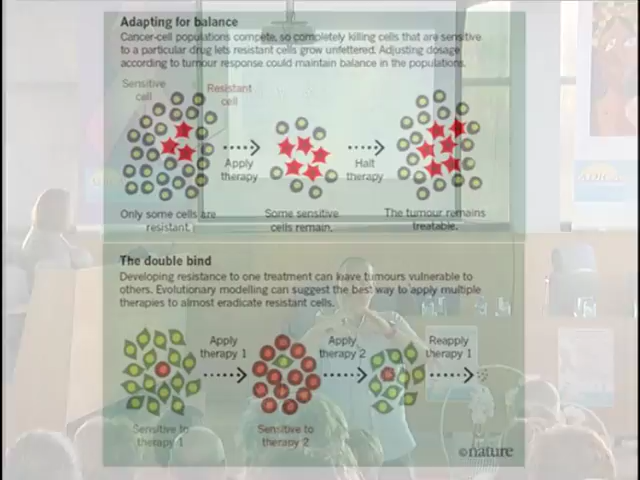 Adapting for balance
Cancer-cell populations compete, so completely killing cells that are sensitive
to a particular drug lets resistant cells grow unfettered. Adjusting dosage
according to tumour response could maintain balance in the populations.
Sensitive
cell
Resistant
cell
Apply
therapy
Halt
therapy
Only some cells are
resistant.
Some sensitive
cells remain.
The tumour remains
treatable.
The double bind
Developing resistance to one treatment can leave tumours vulnerable to
others. Evolutionary modelling can suggest the best way to apply multiple
therapies to almost eradicate resistant cells.
Apply
therapy 1
Apply
therapy 2
Reapply
therapy 1
Sensitive to
therapy 1
Sensitive to
therapy 2
©nature